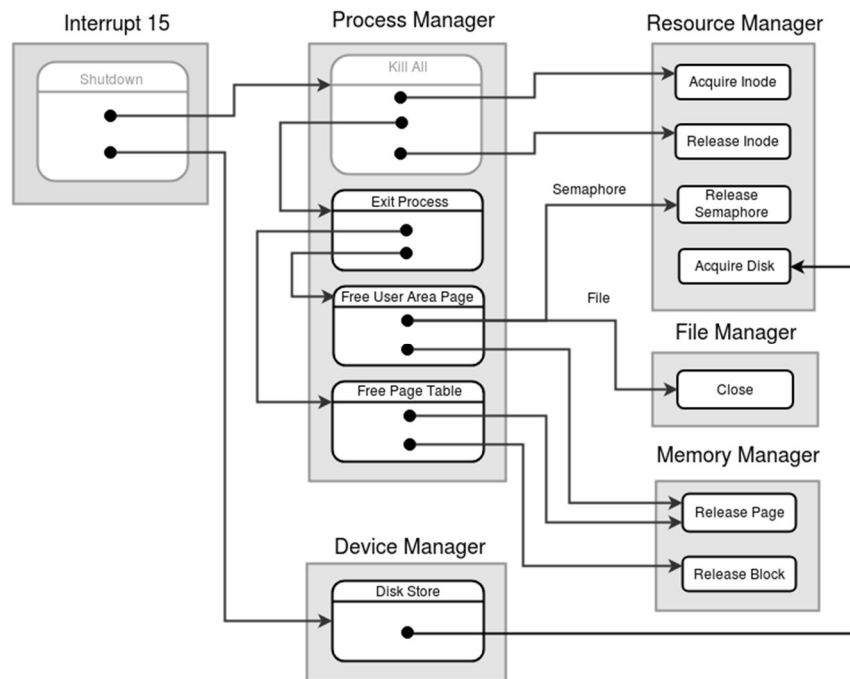 Interrupt 15
Process Manager
Resource Manager
Shutdown
Kill All
Acquire Inode
Release Inode
Exit Process
Semaphore
Release
Semaphore
Acquire Disk
Free User Area Page
File
File Manager
Close
Free Page Table
Memory Manager
Release Page
Release Block
Device Manager
Disk Store